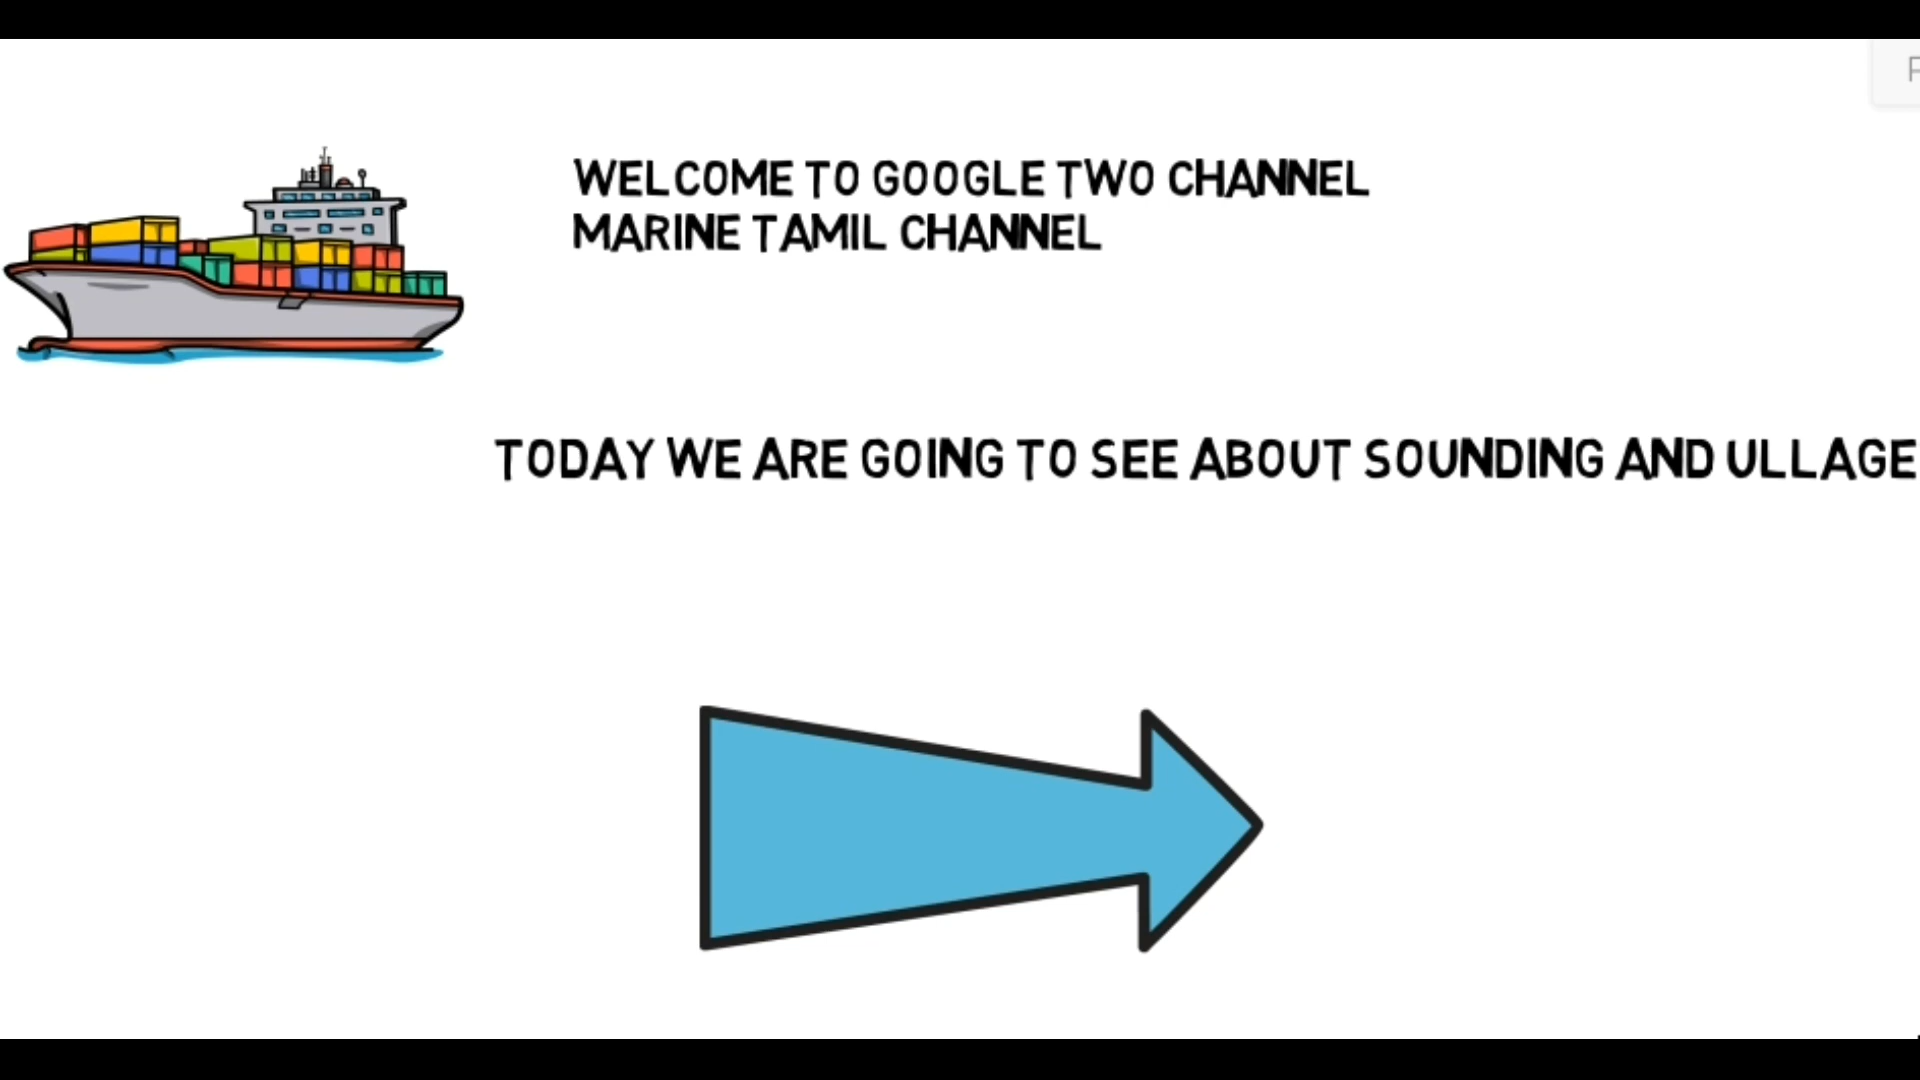 WELCOME TO GOOGLE TWO CHANNEL
MARINE TAMIL CHANNEL
TODAY WE ARE GOING TO SEE ABOUT SOUNDING AND ULLAGE